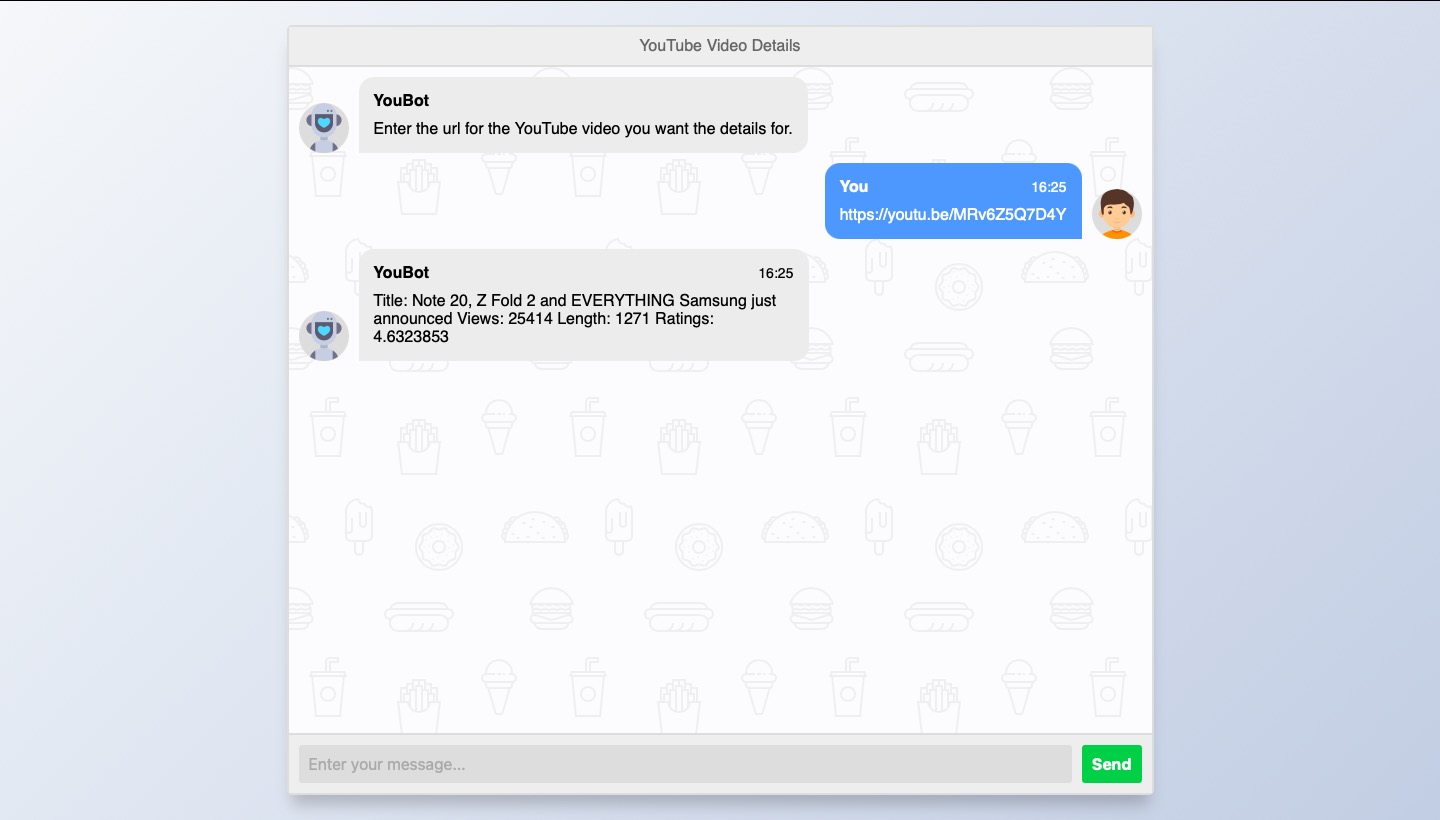 YouTube Video Details
YouBot
Enter the url for the YouTube video you want the details for.
You 16:25
https://youtu.be/MRv6Z5Q7D4Y
YouBot 16:25
Title: Note 20, Z Fold 2 and EVERYTHING Samsung just
announced Views: 25414 Length: 1271 Ratings:
4.6323853
Enter your message...
Send